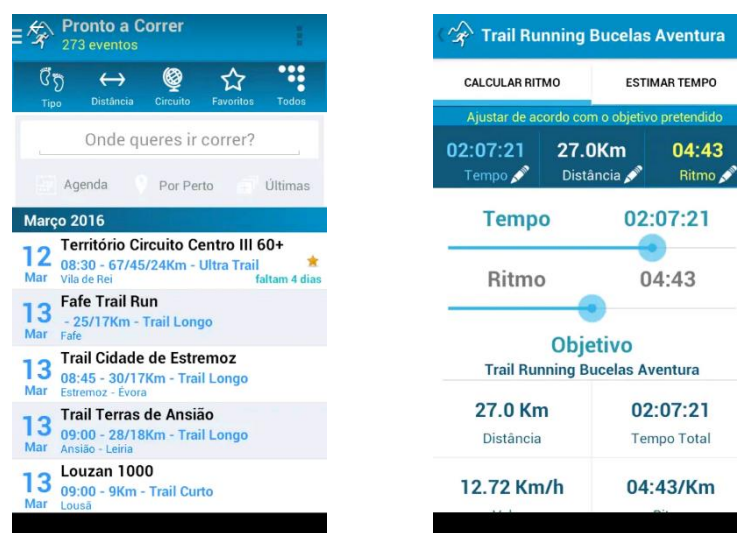 Pronto a Correr
273 eventos
Tipo Distância Circuito Favoritos Todos
Onde queres ir correr?
Agenda Por Perto Últimas
Março 2016
12 Mar
Território Circuito Centro III 60+
08:30 - 67/45/24Km - Ultra Trail
Vila de Rei faltam 4 dias
13 Mar
Fafe Trail Run
- 25/17Km - Trail Longo
Fafe
13 Mar
Trail Cidade de Estremoz
08:45 - 30/17Km - Trail Longo
Estremoz - Évora
13 Mar
Trail Terras de Ansião
09:00 - 28/18Km - Trail Longo
Ansião - Leiria
13 Mar
Louzan 1000
09:00 - 9Km - Trail Curto
Lousã
Trail Running Bucelas Aventura
CALCULAR RITMO ESTIMAR TEMPO
Ajustar de acordo com o objetivo pretendido
02:07:21 27.0Km 04:43
Tempo Distância Ritmo
Tempo 02:07:21
Ritmo 04:43
Objetivo
Trail Running Bucelas Aventura
27.0 Km 02:07:21
Distância Tempo Total
12.72 Km/h 04:43/Km